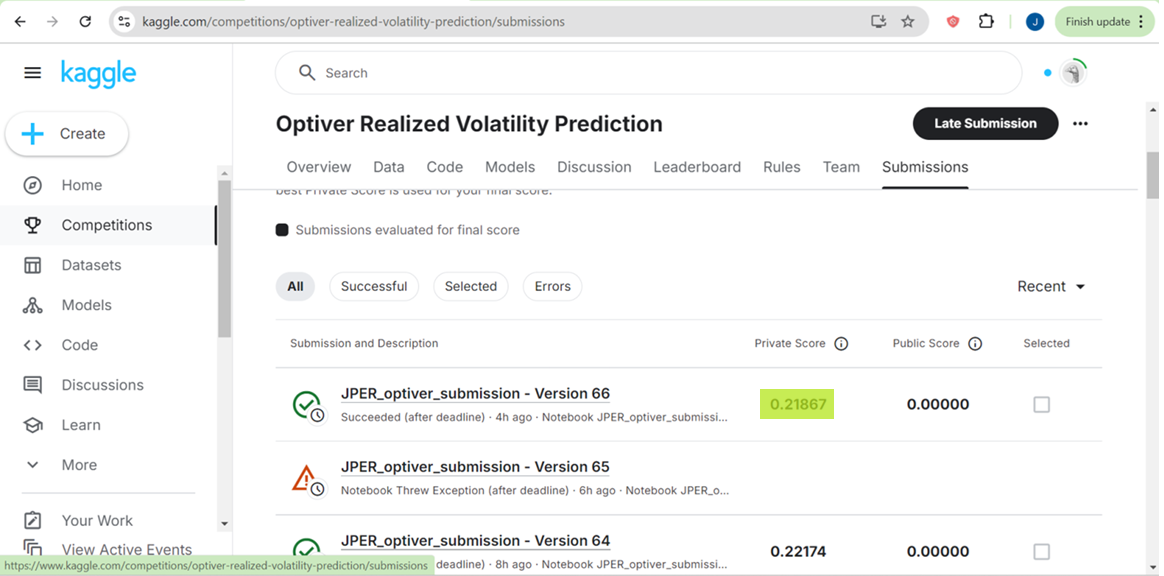 kaggle.com/competitions/optiver-realized-volatility-prediction/submissions
J
Finish update
kaggle
Search
Create
Optiver Realized Volatility Prediction
Late Submission
Overview Data Code Models Discussion Leaderboard Rules Team Submissions
best Private Score is used for your final score.
Submissions evaluated for final score
All Successful Selected Errors
Recent
Submission and Description Private Score Public Score Selected
JPER_optiver_submission - Version 66
Succeeded (after deadline) · 4h ago · Notebook JPER_optiver_submissi...
0.21867 0.00000
JPER_optiver_submission - Version 65
Notebook Threw Exception (after deadline) · 6h ago · Notebook JPER_o...
JPER_optiver_submission - Version 64
deadline) · 8h ago · Notebook JPER_optiver_submissi...
0.22174 0.00000
Home
Competitions
Datasets
Models
Code
Discussions
Learn
More
Your Work
View Active Events
https://www.kaggle.com/competitions/optiver-realized-volatility-prediction/submissions